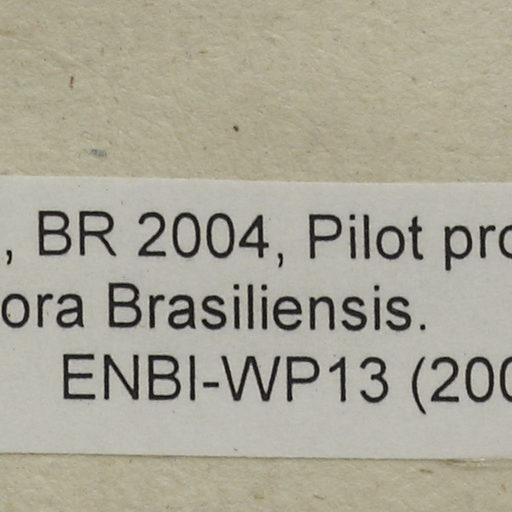 , BR 2004, Pilot pro
ora Brasiliensis.
ENBI-WP13 (200